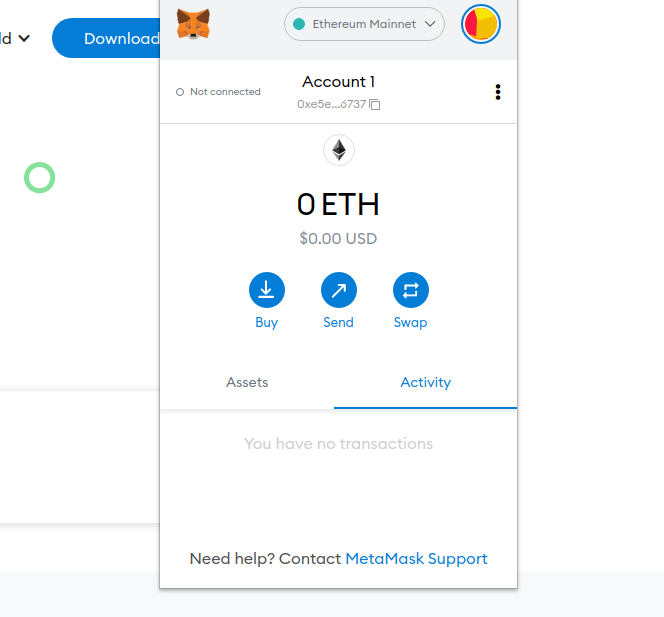 ld
Download
Ethereum Mainnet
Not connected
Account 1
0xe5e...6737
0 ETH
$0.00 USD
Buy
Send
Swap
Assets
Activity
You have no transactions
Need help? Contact MetaMask Support